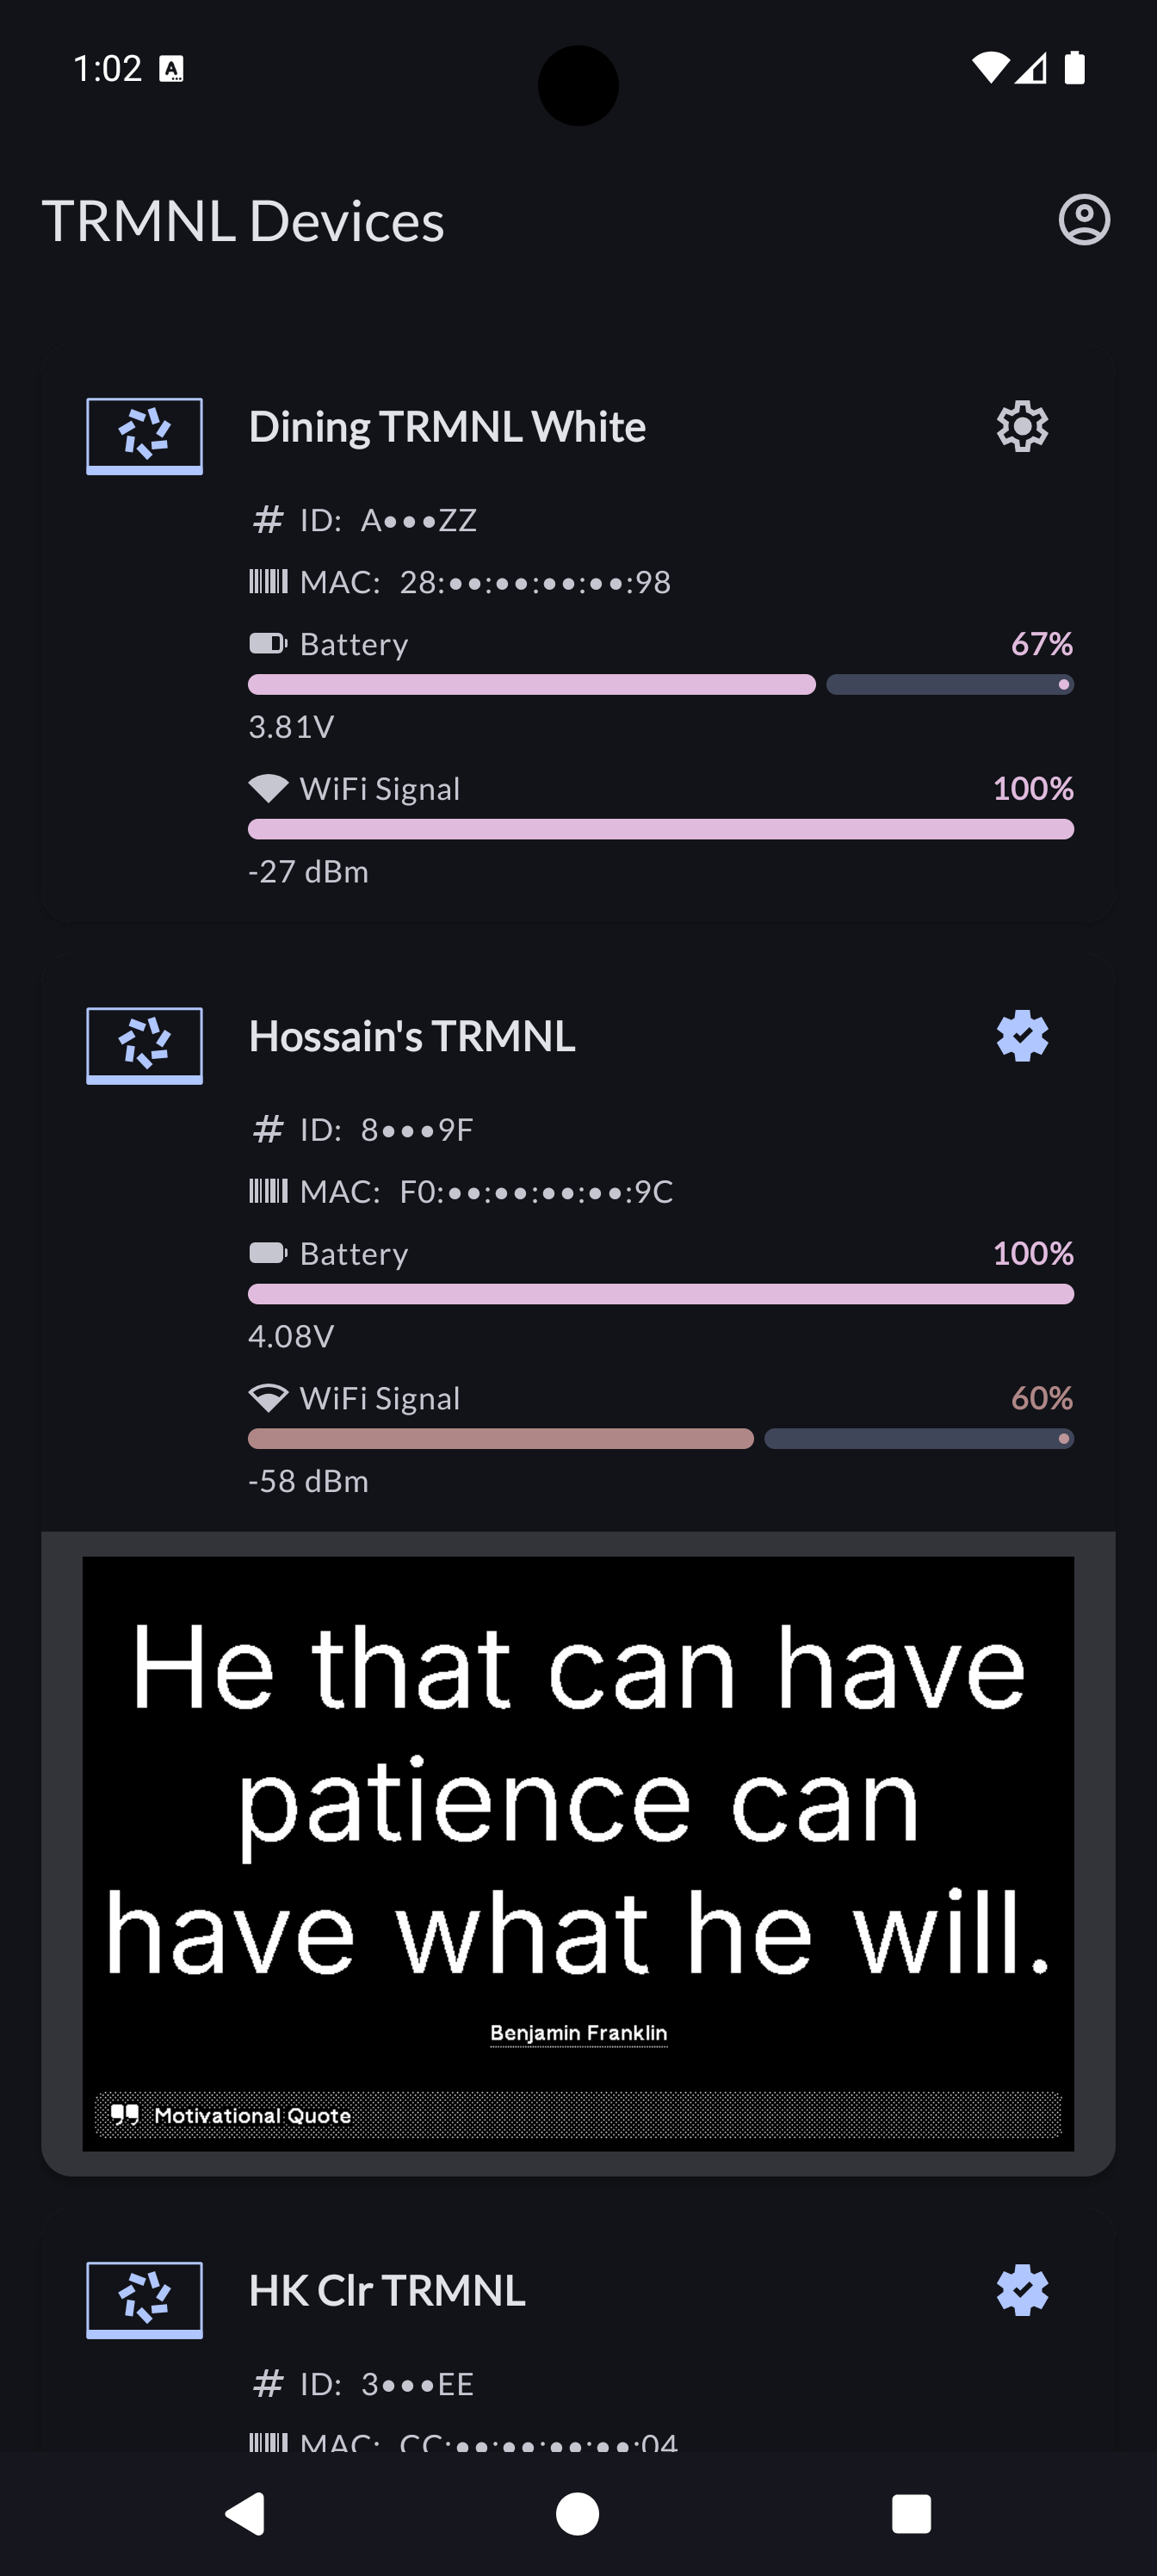 1:02
TRMNL Devices
Dining TRMNL White
ID: A•••ZZ
MAC: 28:••:••:••:••:98
Battery 67%
3.81V
WiFi Signal 100%
-27 dBm
Hossain's TRMNL
ID: 8•••9F
MAC: F0:••:••:••:••:9C
Battery 100%
4.08V
WiFi Signal 60%
-58 dBm
He that can have
patience can
have what he will.
Benjamin Franklin
Motivational Quote
HK Clr TRMNL
ID: 3•••EE
MAC: CC:••:••:••:••:04